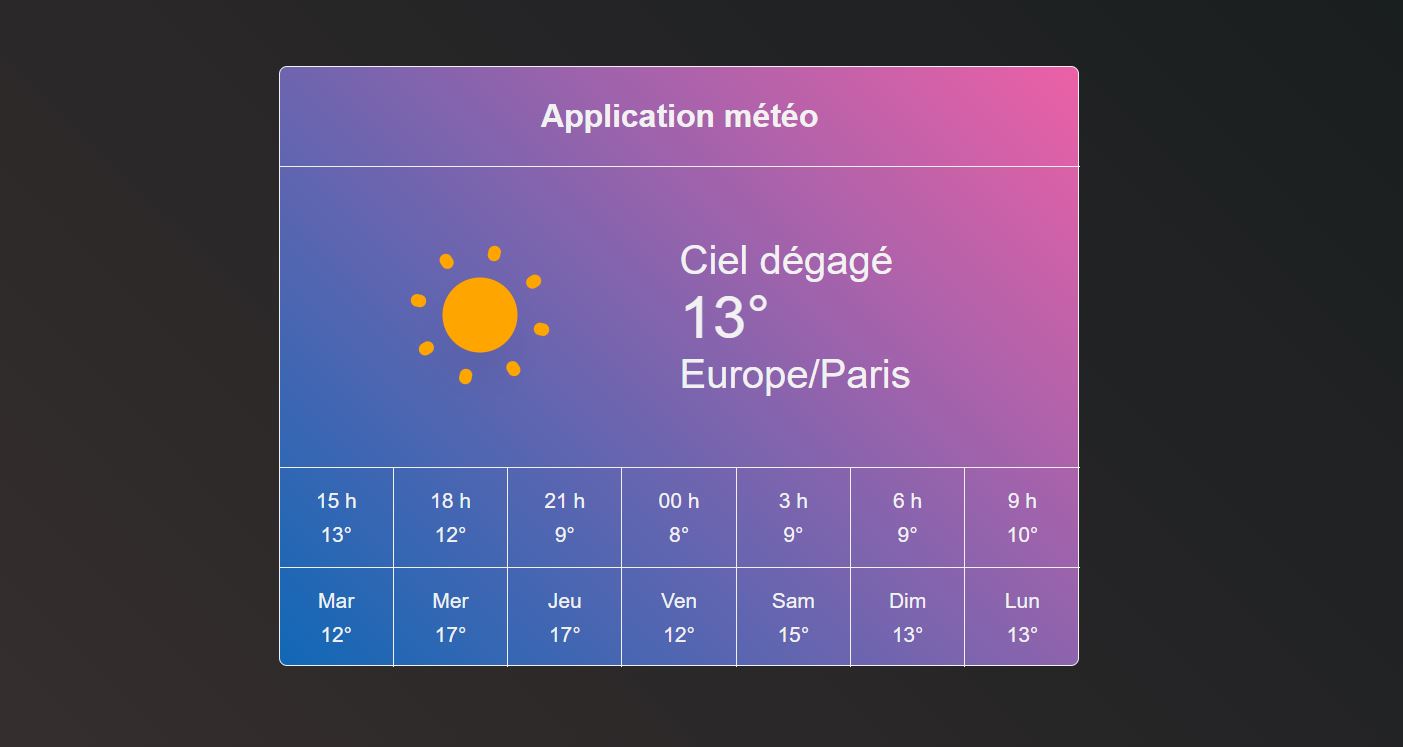 Application météo
Ciel dégagé
13°
Europe/Paris
15 h 18 h 21 h 00 h 3 h 6 h 9 h
13° 12° 9° 8° 9° 9° 10°
Mar Mer Jeu Ven Sam Dim Lun
12° 17° 17° 12° 15° 13° 13°